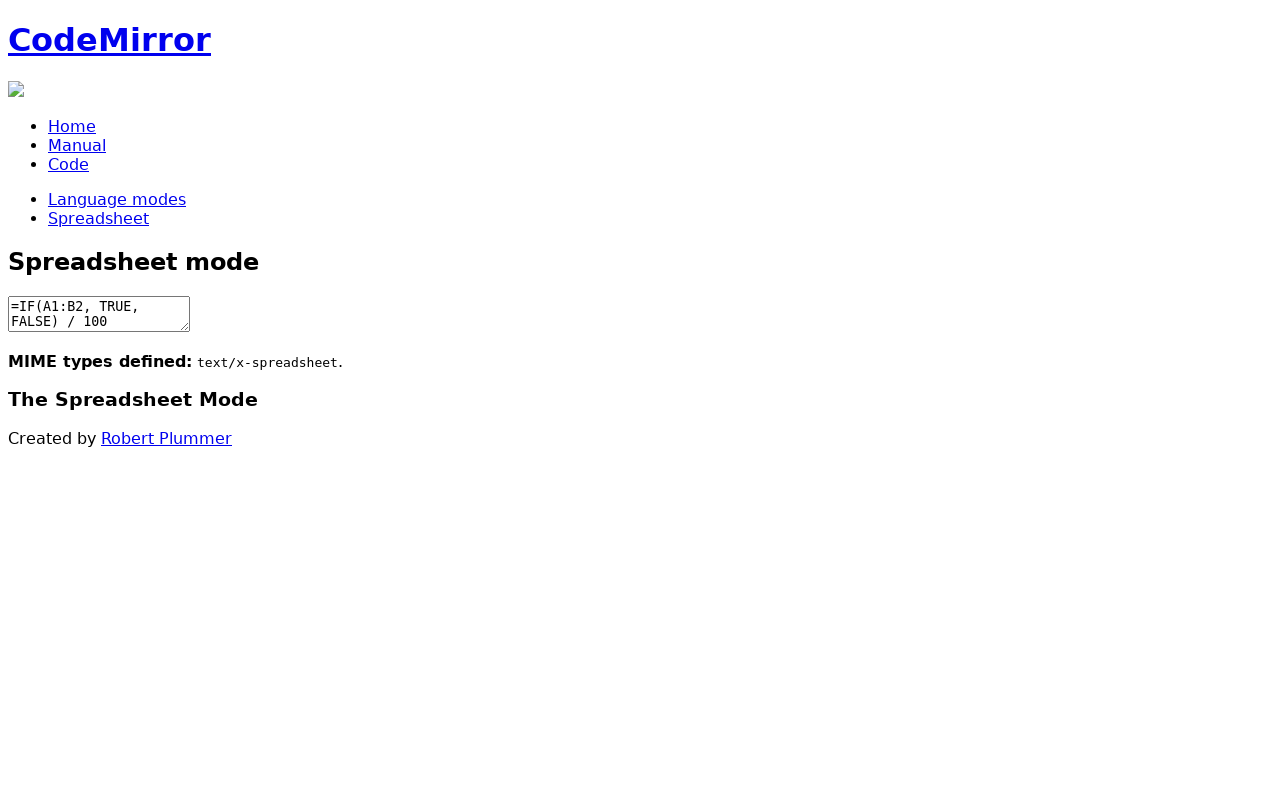 CodeMirror
Home
Manual
Code
Language modes
Spreadsheet
Spreadsheet mode
=IF(A1:B2, TRUE,
FALSE) / 100
MIME types defined: text/x-spreadsheet.
The Spreadsheet Mode
Created by Robert Plummer